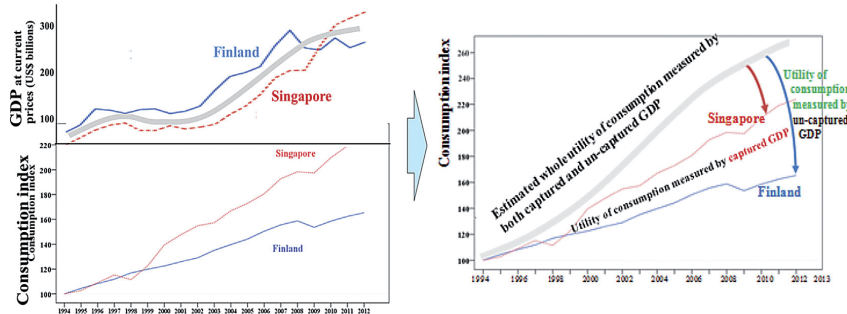 GDP at current
prices (US$ billions)
300
200
100
Finland
Singapore
Consumption index
Consumption index
220
200
180
160
140
120
100
Singapore
Finland
1994 1995 1996 1997 1998 1999 2000 2001 2002 2003 2004 2005 2006 2007 2008 2009 2010 2011 2012
Consumption index
260
240
220
200
180
160
140
120
100
Estimated whole utility of consumption measured by
both captured and un-captured GDP
Utility of consumption measured by captured GDP
Singapore
Finland
Utility of
consumption
measured by
un-captured
GDP
1994 1996 1998 2000 2002 2004 2006 2008 2010 2012 2013